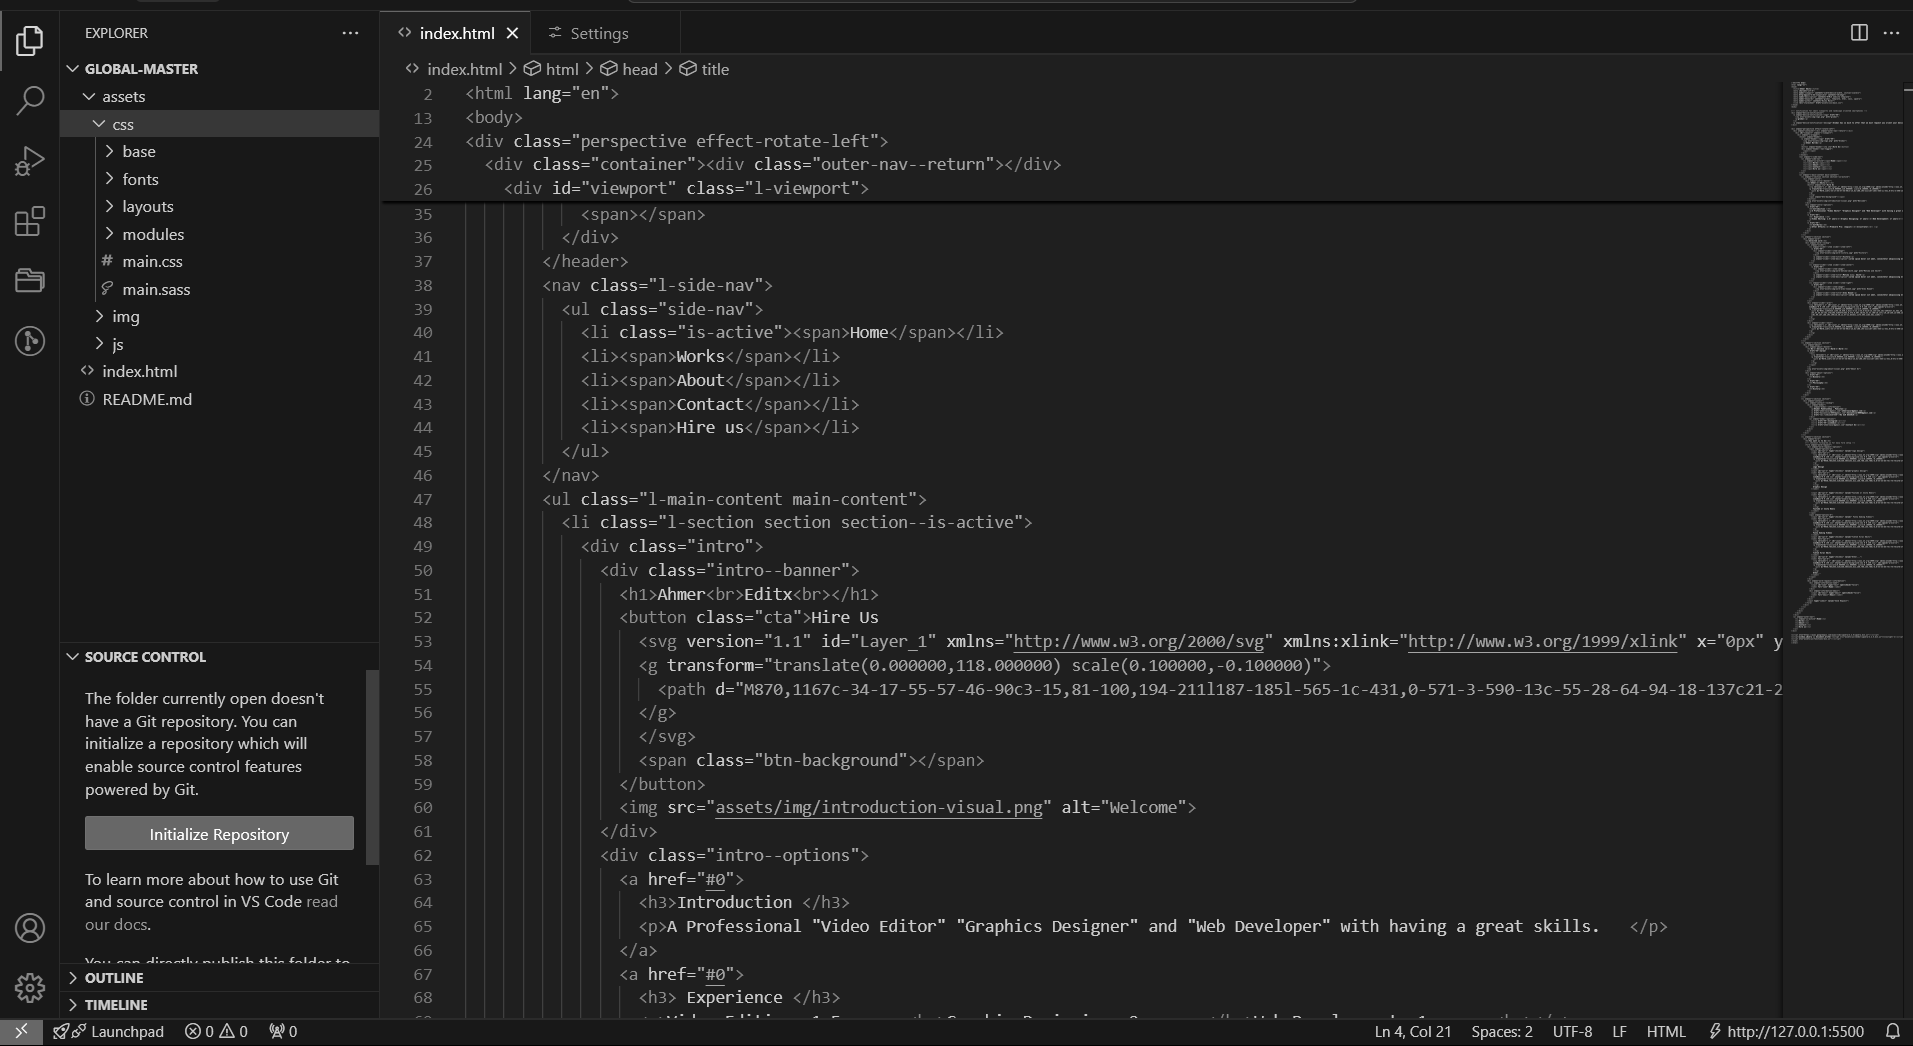 EXPLORER
GLOBAL-MASTER
assets
css
base
fonts
layouts
modules
# main.css
main.sass
img
js
<> index.html
README.md
SOURCE CONTROL
The folder currently open doesn't
have a Git repository. You can
initialize a repository which will
enable source control features
powered by Git.
Initialize Repository
To learn more about how to use Git
and source control in VS Code read
our docs.
You can directly publish this folder to
OUTLINE
TIMELINE
<> index.html Settings
<> index.html > html > head > title
2 <html lang="en">
13 <body>
24 <div class="perspective effect-rotate-left">
25 <div class="container"><div class="outer-nav--return"></div>
26 <div id="viewport" class="l-viewport">
35 <span></span>
36 </div>
37 </header>
38 <nav class="l-side-nav">
39 <ul class="side-nav">
40 <li class="is-active"><span>Home</span></li>
41 <li><span>Works</span></li>
42 <li><span>About</span></li>
43 <li><span>Contact</span></li>
44 <li><span>Hire us</span></li>
45 </ul>
46 </nav>
47 <ul class="l-main-content main-content">
48 <li class="l-section section section--is-active">
49 <div class="intro">
50 <div class="intro--banner">
51 <h1>Ahmer<br>Editx<br></h1>
52 <button class="cta">Hire Us
53 <svg version="1.1" id="Layer_1" xmlns="http://www.w3.org/2000/svg" xmlns:xlink="http://www.w3.org/1999/xlink" x="0px" y
54 <g transform="translate(0.000000,118.000000) scale(0.100000,-0.100000)">
55 <path d="M870,1167c-34-17-55-57-46-90c3-15,81-100,194-211l187-185l-565-1c-431,0-571-3-590-13c-55-28-64-94-18-137c21-2
56 </g>
57 </svg>
58 <span class="btn-background"></span>
59 </button>
60 <img src="assets/img/introduction-visual.png" alt="Welcome">
61 </div>
62 <div class="intro--options">
63 <a href="#0">
64 <h3>Introduction </h3>
65 <p>A Professional "Video Editor" "Graphics Designer" and "Web Developer" with having a great skills. </p>
66 </a>
67 <a href="#0">
68 <h3> Experience </h3>
Launchpad 0 0 0
Ln 4, Col 21 Spaces: 2 UTF-8 LF HTML http://127.0.0.1:5500